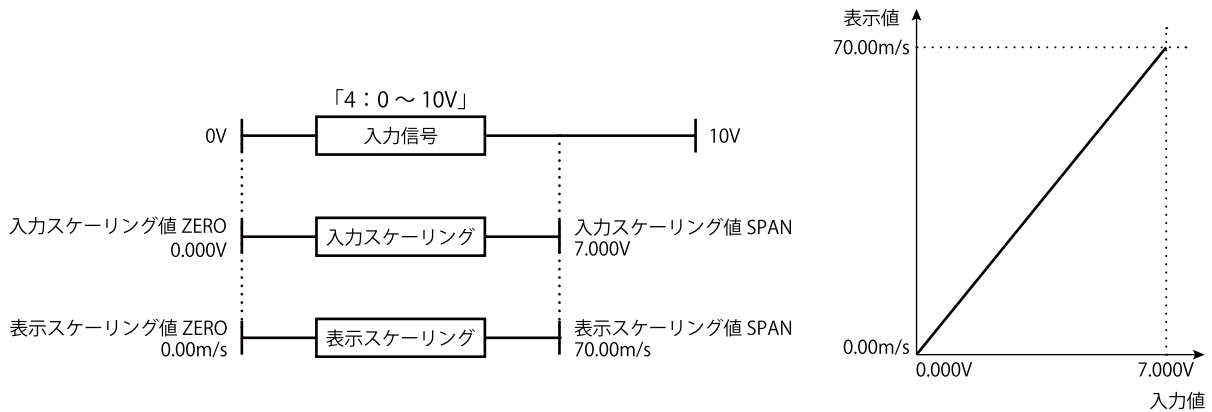 「4：0 ～ 10V」
0V
入力信号
10V
入力スケーリング値 ZERO
0.000V
入力スケーリング
入力スケーリング値 SPAN
7.000V
表示スケーリング値 ZERO
0.00m/s
表示スケーリング
表示スケーリング値 SPAN
70.00m/s
表示値
70.00m/s
0.00m/s
0.000V
7.000V
入力値